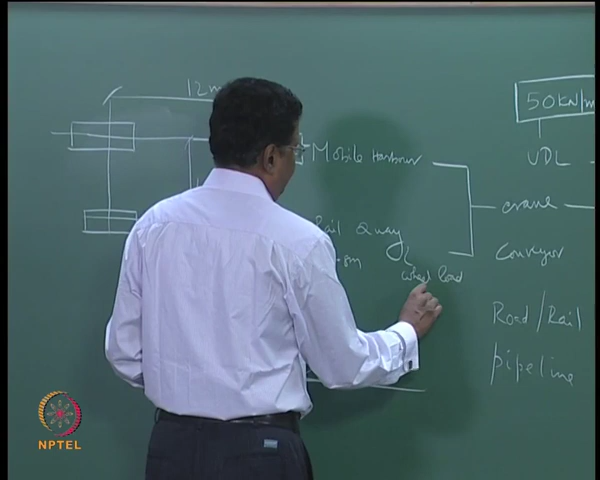 12m
50kN/m
Mobile Harbour
UDL
crane
Rail Quay
Conveyor
wheel load
Road/Rail
pipeline
NPTEL